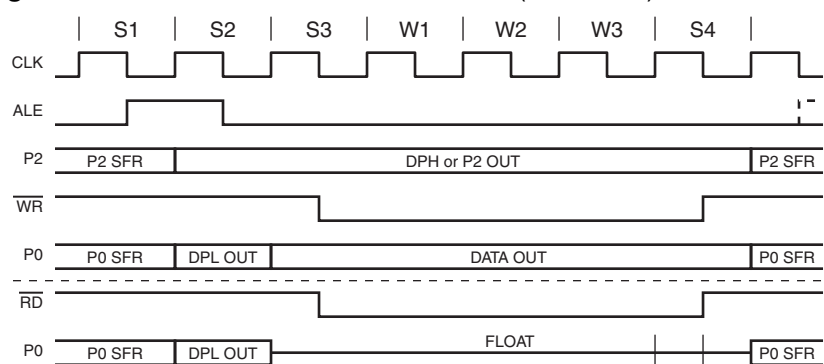 S1 S2 S3 W1 W2 W3 S4
CLK
ALE
P2 P2 SFR DPH or P2 OUT P2 SFR
WR
P0 P0 SFR DPL OUT DATA OUT P0 SFR
RD
P0 P0 SFR DPL OUT FLOAT P0 SFR